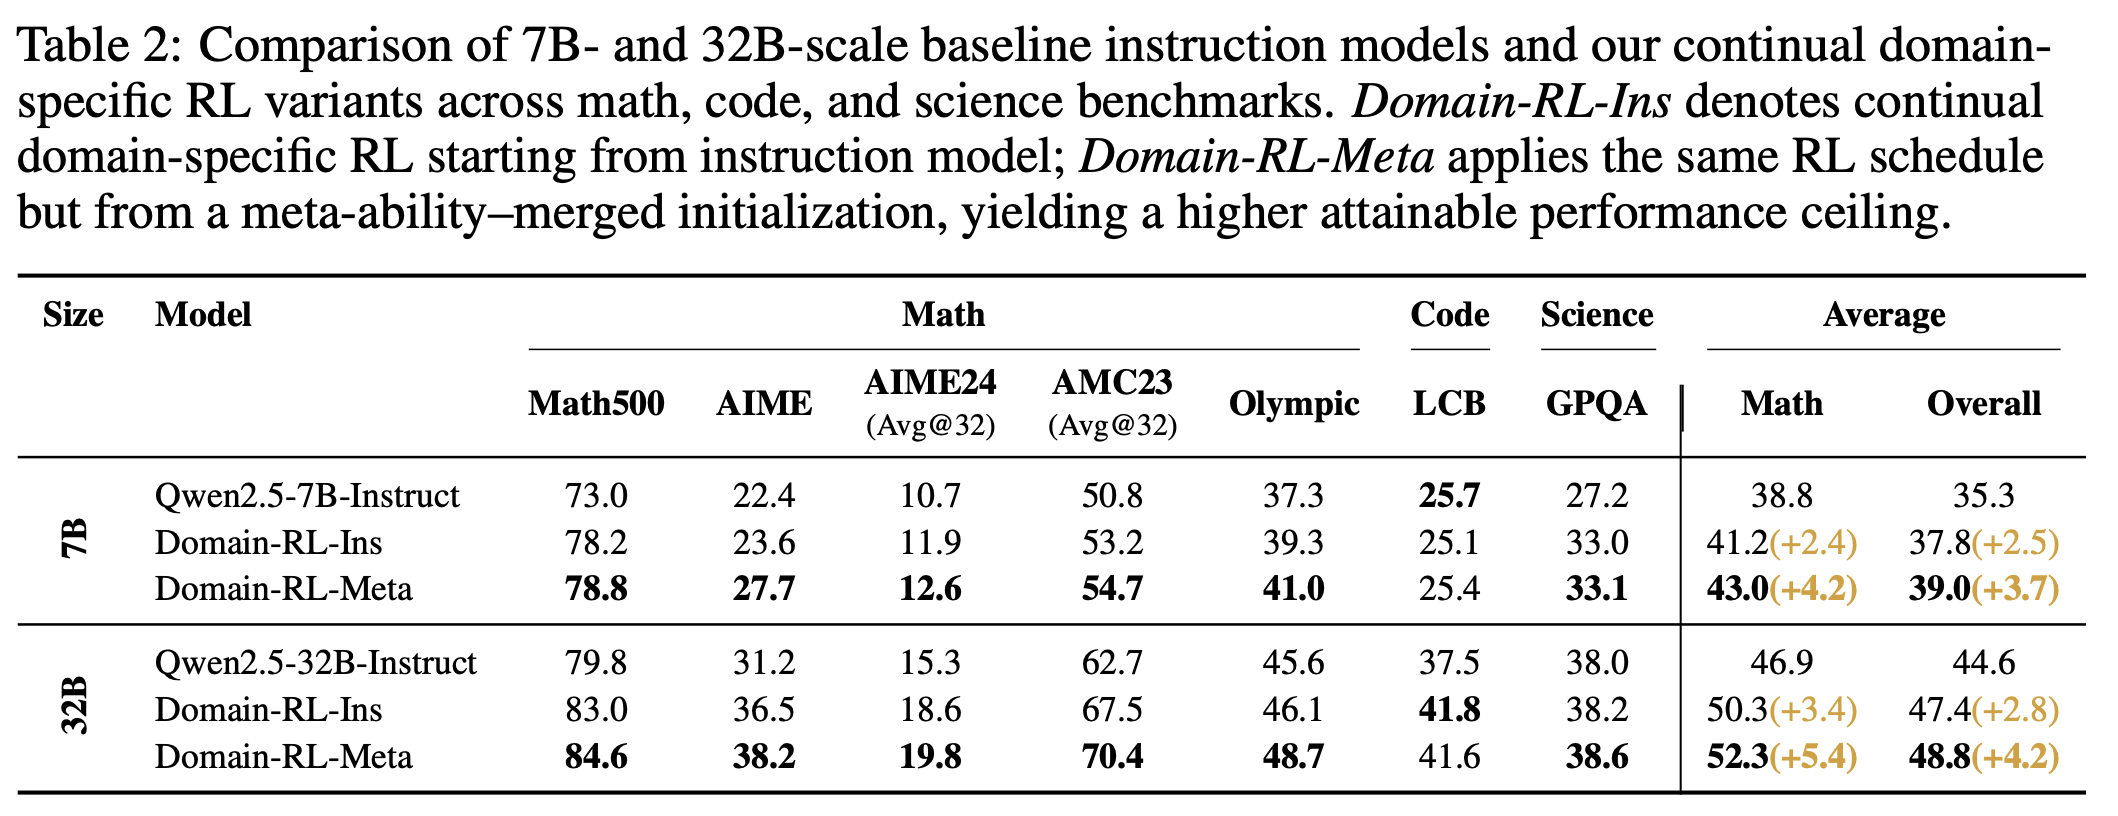 Table 2: Comparison of 7B- and 32B-scale baseline instruction models and our continual domain-
specific RL variants across math, code, and science benchmarks. Domain-RL-Ins denotes continual
domain-specific RL starting from instruction model; Domain-RL-Meta applies the same RL schedule
but from a meta-ability–merged initialization, yielding a higher attainable performance ceiling.
Size Model Math Code Science Average
Math500 AIME AIME24 (Avg@32) AMC23 (Avg@32) Olympic LCB GPQA Math Overall
7B
Qwen2.5-7B-Instruct 73.0 22.4 10.7 50.8 37.3 25.7 27.2 38.8 35.3
Domain-RL-Ins 78.2 23.6 11.9 53.2 39.3 25.1 33.0 41.2(+2.4) 37.8(+2.5)
Domain-RL-Meta 78.8 27.7 12.6 54.7 41.0 25.4 33.1 43.0(+4.2) 39.0(+3.7)
32B
Qwen2.5-32B-Instruct 79.8 31.2 15.3 62.7 45.6 37.5 38.0 46.9 44.6
Domain-RL-Ins 83.0 36.5 18.6 67.5 46.1 41.8 38.2 50.3(+3.4) 47.4(+2.8)
Domain-RL-Meta 84.6 38.2 19.8 70.4 48.7 41.6 38.6 52.3(+5.4) 48.8(+4.2)